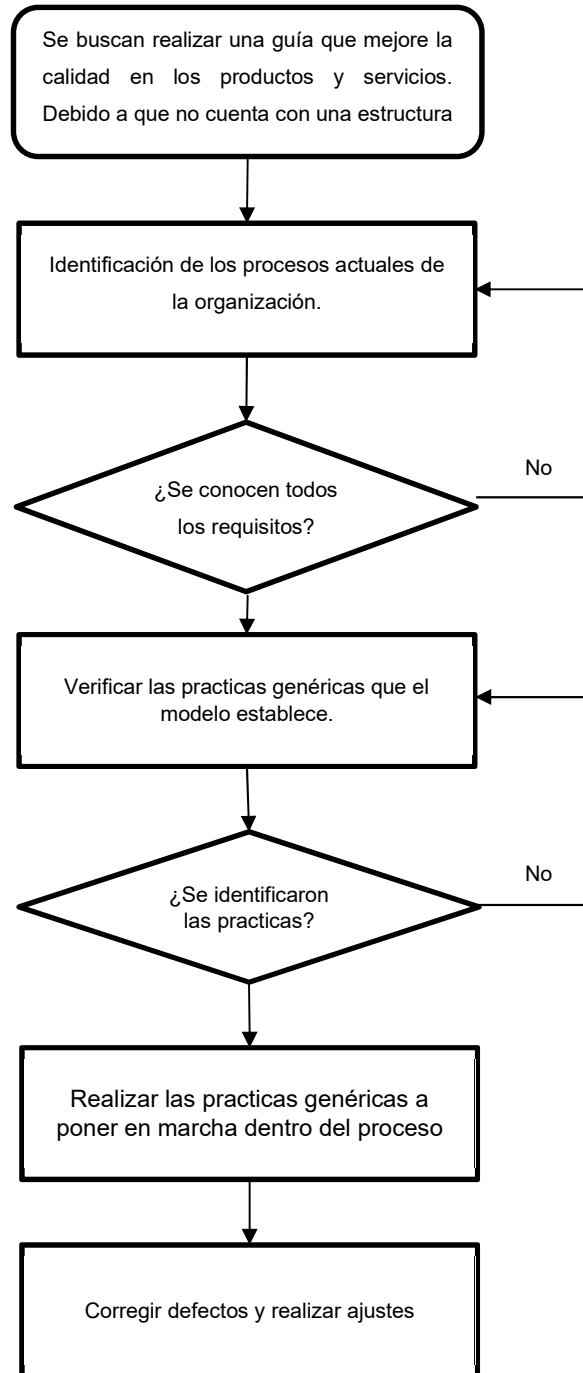 Se buscan realizar una guía que mejore la
calidad en los productos y servicios.
Debido a que no cuenta con una estructura
Identificación de los procesos actuales de
la organización.
¿Se conocen todos
los requisitos?
No
Verificar las practicas genéricas que el
modelo establece.
¿Se identificaron
las practicas?
No
Realizar las practicas genéricas a
poner en marcha dentro del proceso
Corregir defectos y realizar ajustes